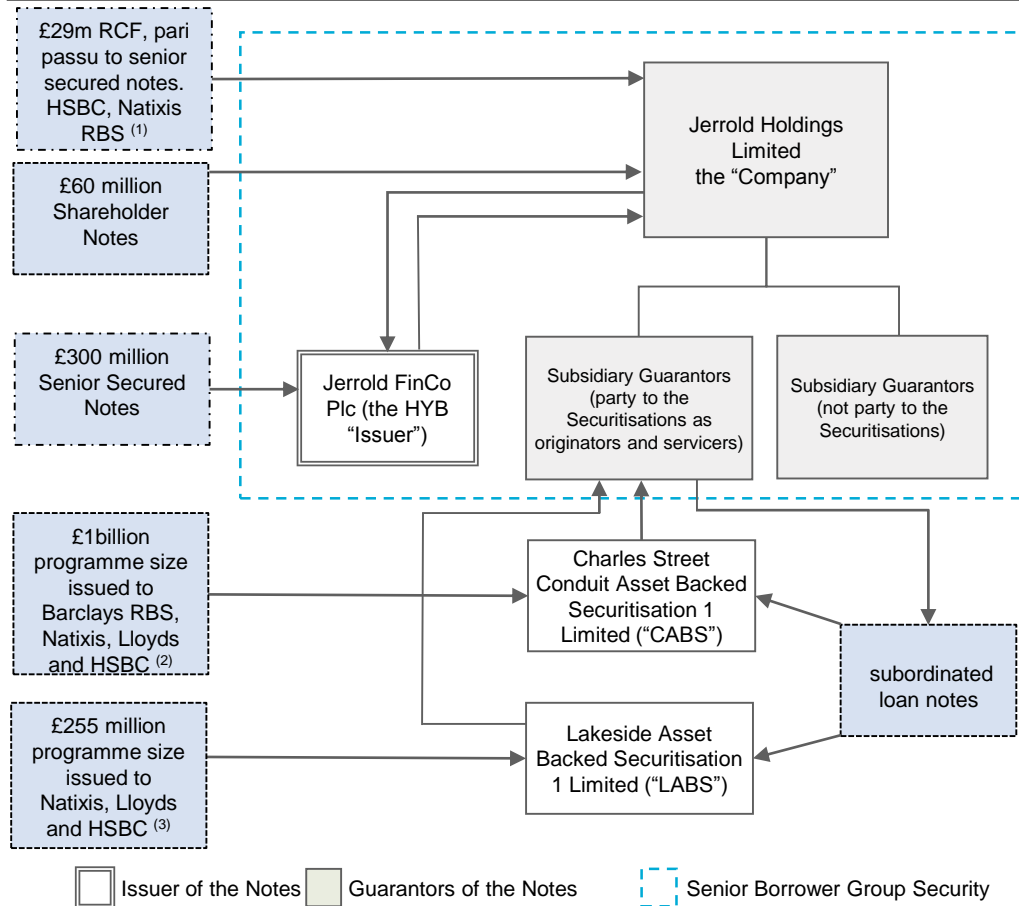 £29m RCF, pari
passu to senior
secured notes.
HSBC, Natixis
RBS (1)
Jerrold Holdings
Limited
the “Company”
£60 million
Shareholder
Notes
£300 million
Senior Secured
Notes
Jerrold FinCo
Plc (the HYB
“Issuer”)
Subsidiary Guarantors
(party to the
Securitisations as
originators and servicers)
Subsidiary Guarantors
(not party to the
Securitisations)
£1billion
programme size
issued to
Barclays RBS,
Natixis, Lloyds
and HSBC (2)
Charles Street
Conduit Asset Backed
Securitisation 1
Limited (“CABS”)
subordinated
loan notes
£255 million
programme size
issued to
Natixis, Lloyds
and HSBC (3)
Lakeside Asset
Backed Securitisation
1 Limited (“LABS”)
Issuer of the Notes
Guarantors of the Notes
Senior Borrower Group Security